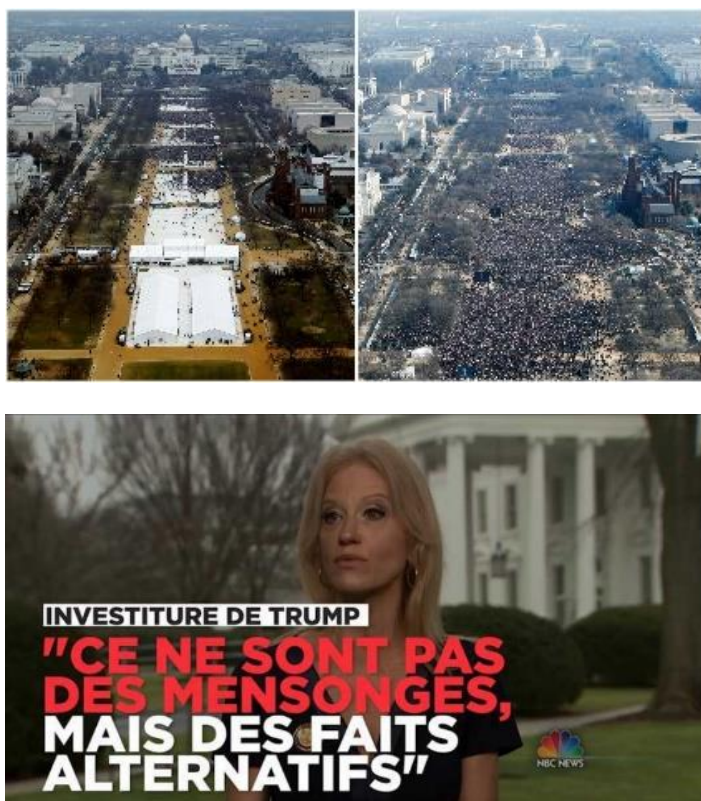 INVESTITURE DE TRUMP
"CE NE SONT PAS
DES MENSONGES,
MAIS DES FAITS
ALTERNATIFS"
NBC NEWS